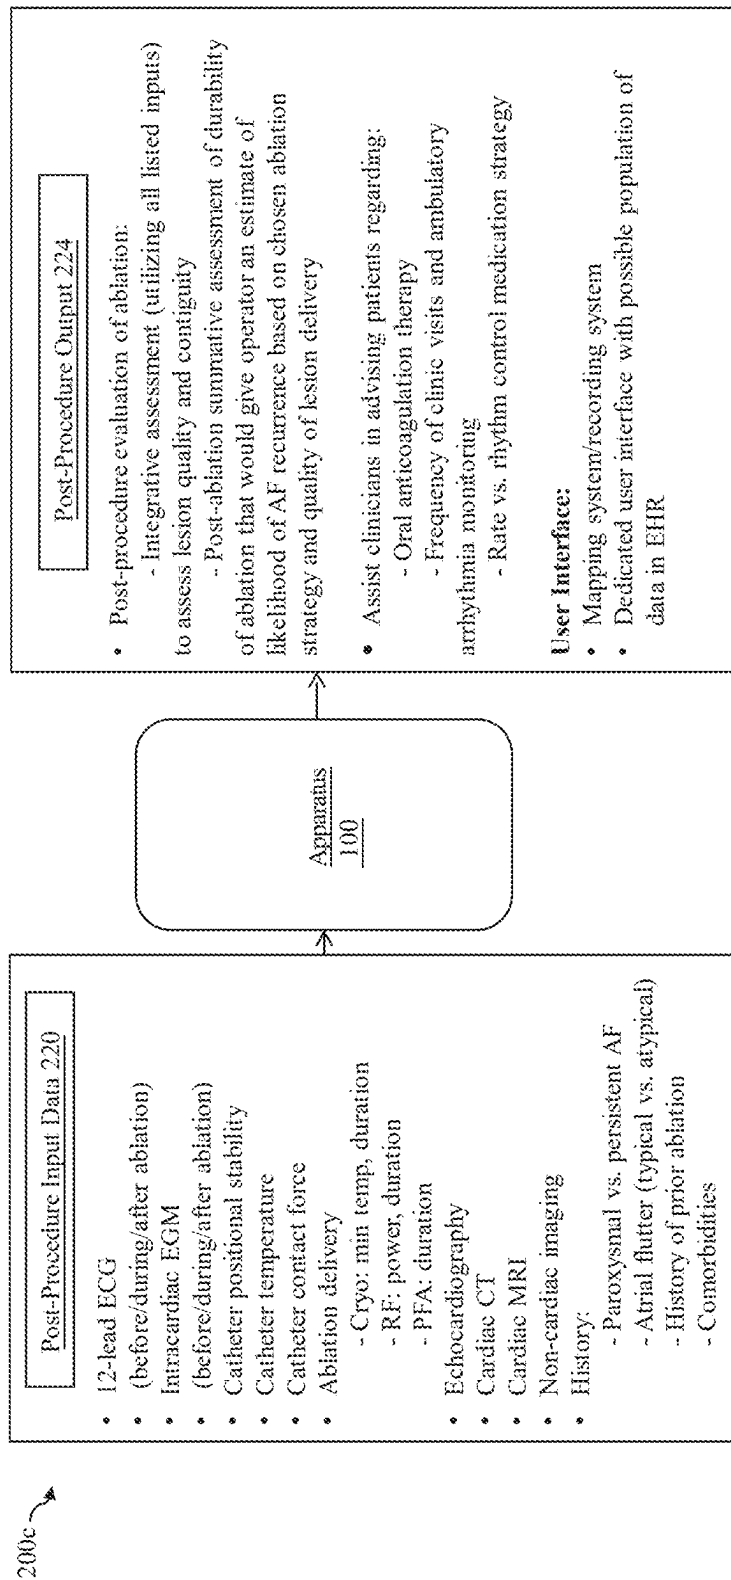 200c
Post-Procedure Input Data 220
• 12-lead ECG
• (before/during/after ablation)
• Intracardiac EGM
• (before/during/after ablation)
• Catheter positional stability
• Catheter temperature
• Catheter contact force
• Ablation delivery
- Cryo: min temp, duration
- RF: power, duration
- PFA: duration
• Echocardiography
• Cardiac CT
• Cardiac MRI
• Non-cardiac imaging
• History:
- Paroxysmal vs. persistent AF
- Atrial flutter (typical vs. atypical)
- History of prior ablation
- Comorbidities
Apparatus
100
Post-Procedure Ouput 224
• Post-procedure evaluation of ablation:
- Integrative assessment (utilizing all listed inputs)
to assess lesion quality and contiguity
- Post-ablation summative assessment of durability
of ablation that would give operator an estimate of
likelihood of AF recurrence based on chosen ablation
strategy and quality of lesion delivery
• Assist clinicians in advising patients regarding:
- Oral anticoagulation therapy
- Frequency of clinic visits and ambulatory
arrhythmia monitoring
- Rate vs. rhythm control medication strategy
User Interface:
• Mapping system/recording system
• Dedicated user interface with possible population of
data in EHR